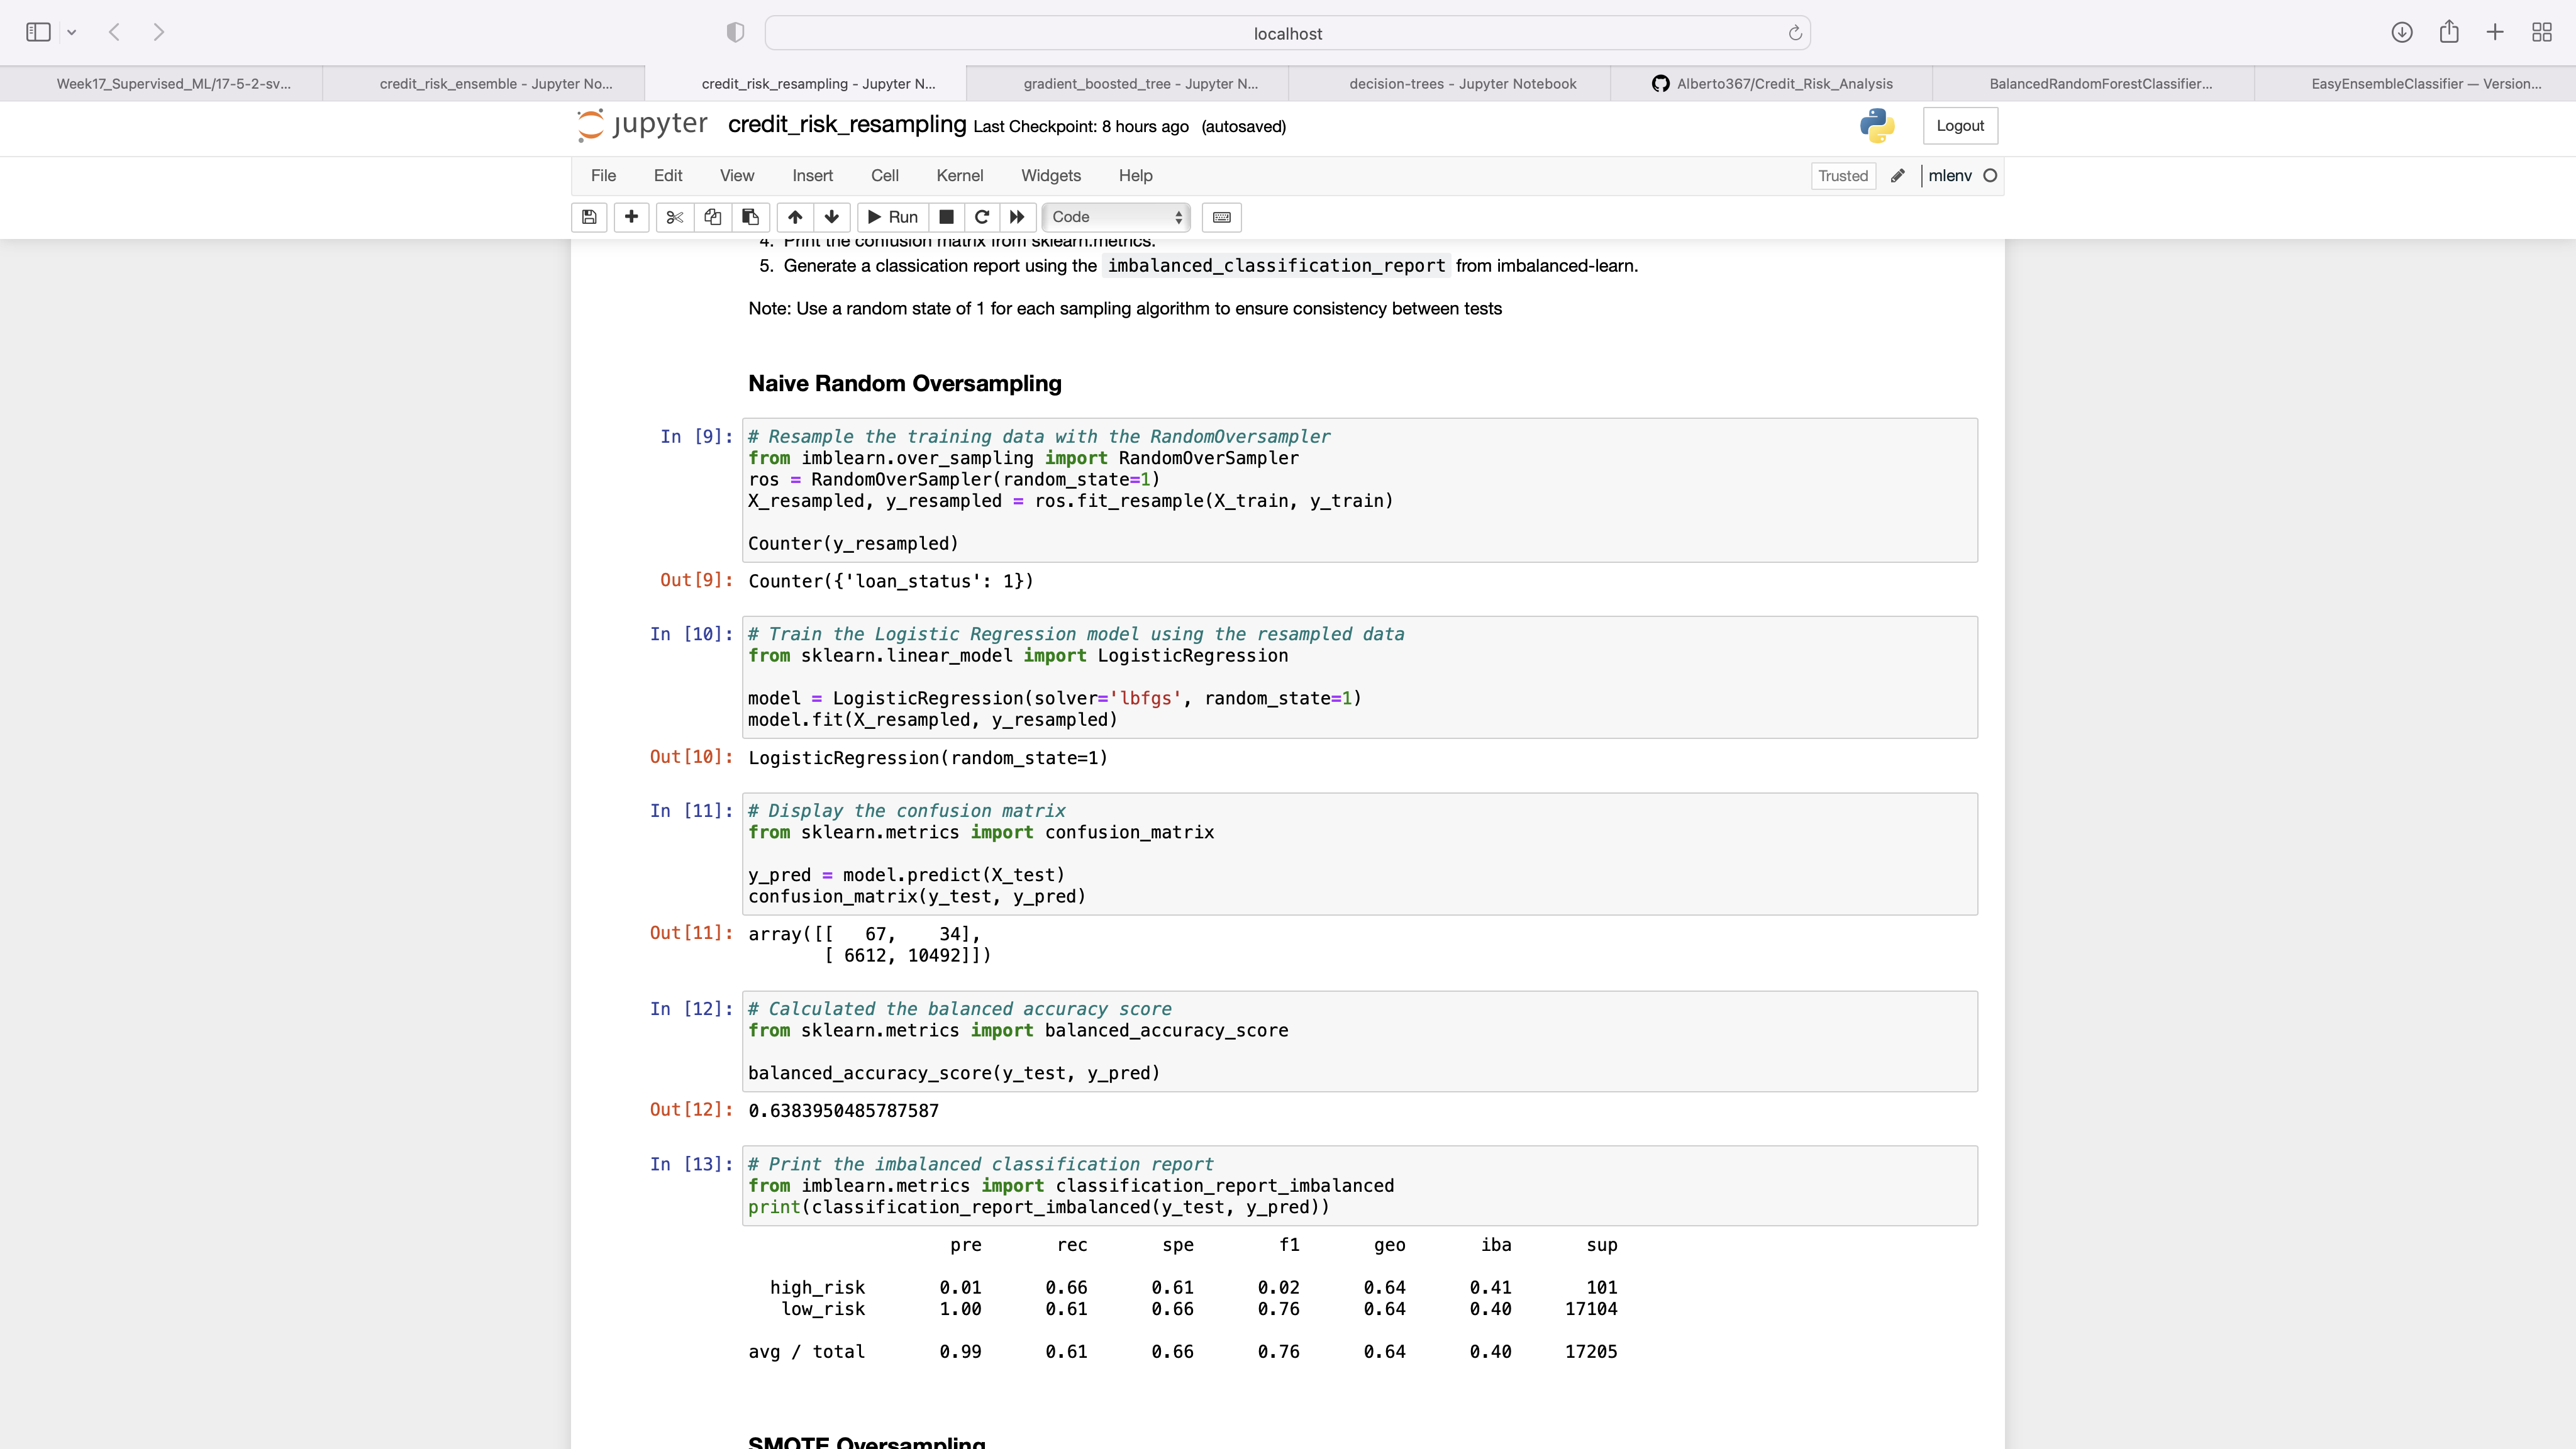 localhost
Week17_Supervised_ML/17-5-2-sv...
credit_risk_ensemble - Jupyter No...
credit_risk_resampling - Jupyter N...
gradient_boosted_tree - Jupyter N...
decision-trees - Jupyter Notebook
Alberto367/Credit_Risk_Analysis
BalancedRandomForestClassifier...
EasyEnsembleClassifier — Version...
jupyter credit_risk_resampling Last Checkpoint: 8 hours ago (autosaved)
Logout
File Edit View Insert Cell Kernel Widgets Help
Trusted
mlenv
Run
Code
4. Print the confusion matrix from sklearn.metrics.
5. Generate a classication report using the imbalanced_classification_report from imbalanced-learn.
Note: Use a random state of 1 for each sampling algorithm to ensure consistency between tests
Naive Random Oversampling
In [9]: # Resample the training data with the RandomOversampler
from imblearn.over_sampling import RandomOverSampler
ros = RandomOverSampler(random_state=1)
X_resampled, y_resampled = ros.fit_resample(X_train, y_train)
Counter(y_resampled)
Out[9]: Counter({'loan_status': 1})
In [10]: # Train the Logistic Regression model using the resampled data
from sklearn.linear_model import LogisticRegression
model = LogisticRegression(solver='lbfgs', random_state=1)
model.fit(X_resampled, y_resampled)
Out[10]: LogisticRegression(random_state=1)
In [11]: # Display the confusion matrix
from sklearn.metrics import confusion_matrix
y_pred = model.predict(X_test)
confusion_matrix(y_test, y_pred)
Out[11]: array([[   67,    34],
[ 6612, 10492]])
In [12]: # Calculated the balanced accuracy score
from sklearn.metrics import balanced_accuracy_score
balanced_accuracy_score(y_test, y_pred)
Out[12]: 0.6383950485787587
In [13]: # Print the imbalanced classification report
from imblearn.metrics import classification_report_imbalanced
print(classification_report_imbalanced(y_test, y_pred))
pre rec spe f1 geo iba sup
high_risk 0.01 0.66 0.61 0.02 0.64 0.41 101
low_risk 1.00 0.61 0.66 0.76 0.64 0.40 17104
avg / total 0.99 0.61 0.66 0.76 0.64 0.40 17205
SMOTE Oversampling